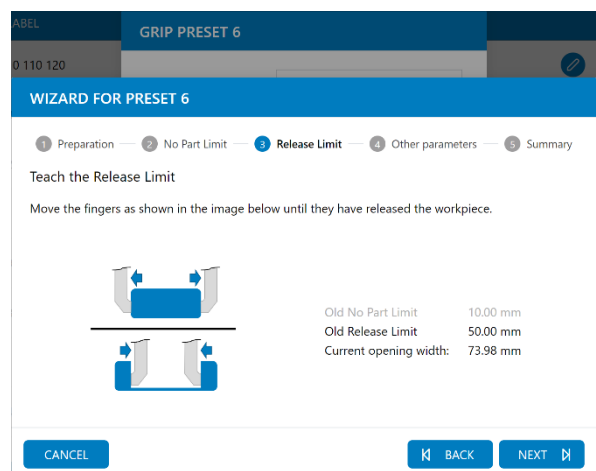 ABEL
GRIP PRESET 6
0 110 120
WIZARD FOR PRESET 6
1 Preparation 2 No Part Limit 3 Release Limit 4 Other parameters 5 Summary
Teach the Release Limit
Move the fingers as shown in the image below until they have released the workpiece.
Old No Part Limit 10.00 mm
Old Release Limit 50.00 mm
Current opening width: 73.98 mm
CANCEL BACK NEXT